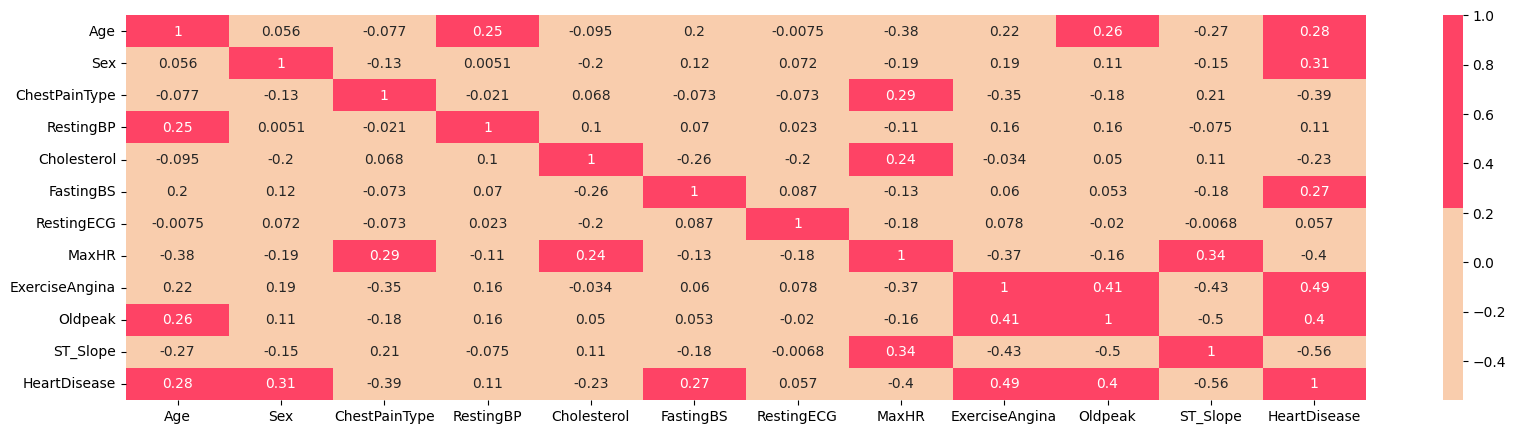 Age 1 0.056 -0.077 0.25 -0.095 0.2 -0.0075 -0.38 0.22 0.26 -0.27 0.28
Sex 0.056 1 -0.13 0.0051 -0.2 0.12 0.072 -0.19 0.19 0.11 -0.15 0.31
ChestPainType -0.077 -0.13 1 -0.021 0.068 -0.073 -0.073 0.29 -0.35 -0.18 0.21 -0.39
RestingBP 0.25 0.0051 -0.021 1 0.1 0.07 0.023 -0.11 0.16 0.16 -0.075 0.11
Cholesterol -0.095 -0.2 0.068 0.1 1 -0.26 -0.2 0.24 -0.034 0.05 0.11 -0.23
FastingBS 0.2 0.12 -0.073 0.07 -0.26 1 0.087 -0.13 0.06 0.053 -0.18 0.27
RestingECG -0.0075 0.072 -0.073 0.023 -0.2 0.087 1 -0.18 0.078 -0.02 -0.0068 0.057
MaxHR -0.38 -0.19 0.29 -0.11 0.24 -0.13 -0.18 1 -0.37 -0.16 0.34 -0.4
ExerciseAngina 0.22 0.19 -0.35 0.16 -0.034 0.06 0.078 -0.37 1 0.41 -0.43 0.49
Oldpeak 0.26 0.11 -0.18 0.16 0.05 0.053 -0.02 -0.16 0.41 1 -0.5 0.4
ST_Slope -0.27 -0.15 0.21 -0.075 0.11 -0.18 -0.0068 0.34 -0.43 -0.5 1 -0.56
HeartDisease 0.28 0.31 -0.39 0.11 -0.23 0.27 0.057 -0.4 0.49 0.4 -0.56 1
Age Sex ChestPainType RestingBP Cholesterol FastingBS RestingECG MaxHR ExerciseAngina Oldpeak ST_Slope HeartDisease
1.0
0.8
0.6
0.4
0.2
0.0
−0.2
−0.4